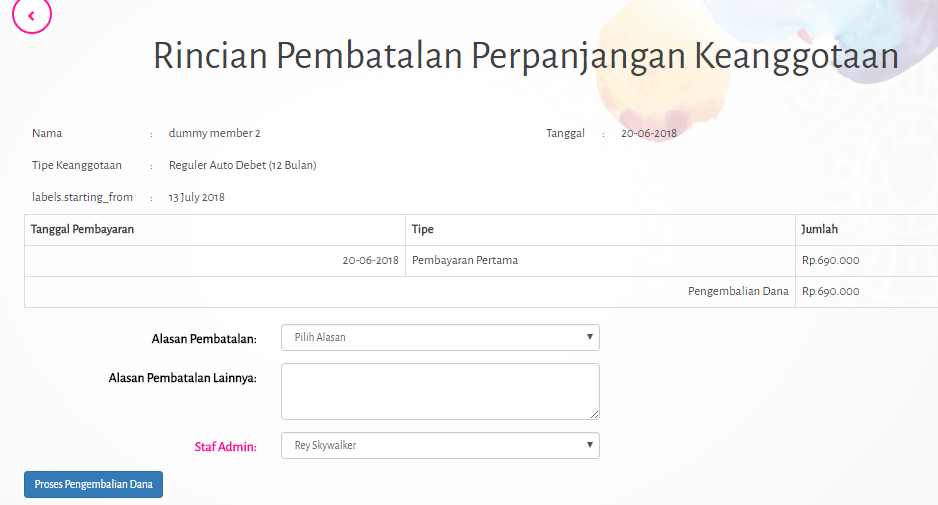 Rincian Pembatalan Perpanjangan Keanggotaan
Nama : dummy member 2 Tanggal : 20-06-2018
Tipe Keanggotaan : Reguler Auto Debet (12 Bulan)
labels.starting_from : 13 July 2018
Tanggal Pembayaran Tipe Jumlah
20-06-2018 Pembayaran Pertama Rp.690.000
Pengembalian Dana Rp.690.000
Alasan Pembatalan: Pilih Alasan
Alasan Pembatalan Lainnya:
Staf Admin: Rey Skywalker
Proses Pengembalian Dana